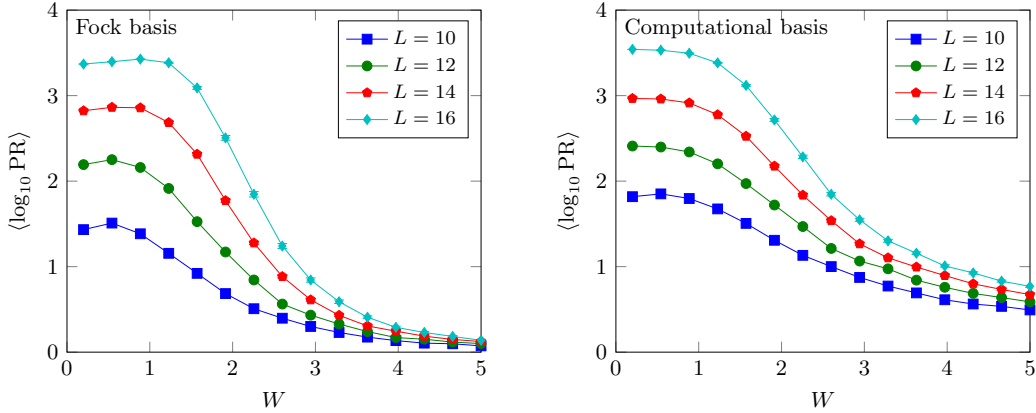 Fock basis
L = 10
L = 12
L = 14
L = 16
⟨log₁₀ PR⟩
4
3
2
1
0
0 1 2 3 4 5
W
Computational basis
L = 10
L = 12
L = 14
L = 16
⟨log₁₀ PR⟩
4
3
2
1
0
0 1 2 3 4 5
W